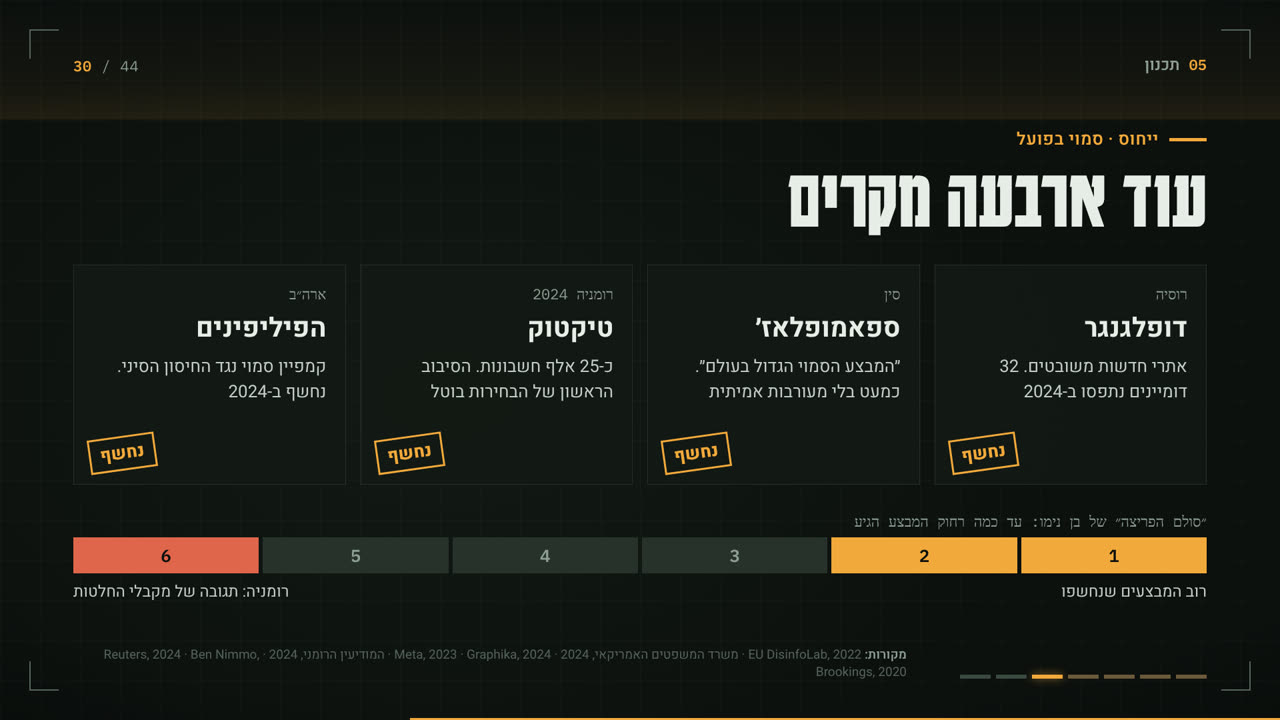 05 תכנון
30 / 44
ייחוס · סמוי בפועל
עוד ארבעה מקרים
רוסיה
דופלגנגר
אתרי חדשות משובטים. 32
דומיינים נתפסו ב-2024
נחשף
סין
ספאמופלאז׳
״המבצע הסמוי הגדול בעולם״.
כמעט בלי מעורבות אמיתית
נחשף
רומניה 2024
טיקטוק
כ-25 אלף חשבונות. הסיבוב
הראשון של הבחירות בוטל
נחשף
ארה״ב
הפיליפינים
קמפיין סמוי נגד החיסון הסיני.
נחשף ב-2024
נחשף
״סולם הפריצה״ של בן נימו: עד כמה רחוק המבצע הגיע
1 2 3 4 5 6
רוב המבצעים שנחשפו
רומניה: תגובה של מקבלי החלטות
מקורות: EU DisinfoLab, 2022 · משרד המשפטים האמריקאי, 2024 · Meta, 2023 · Graphika, 2024 · המודיעין הרומני, 2024 · Reuters, 2024 · Ben Nimmo,
Brookings, 2020